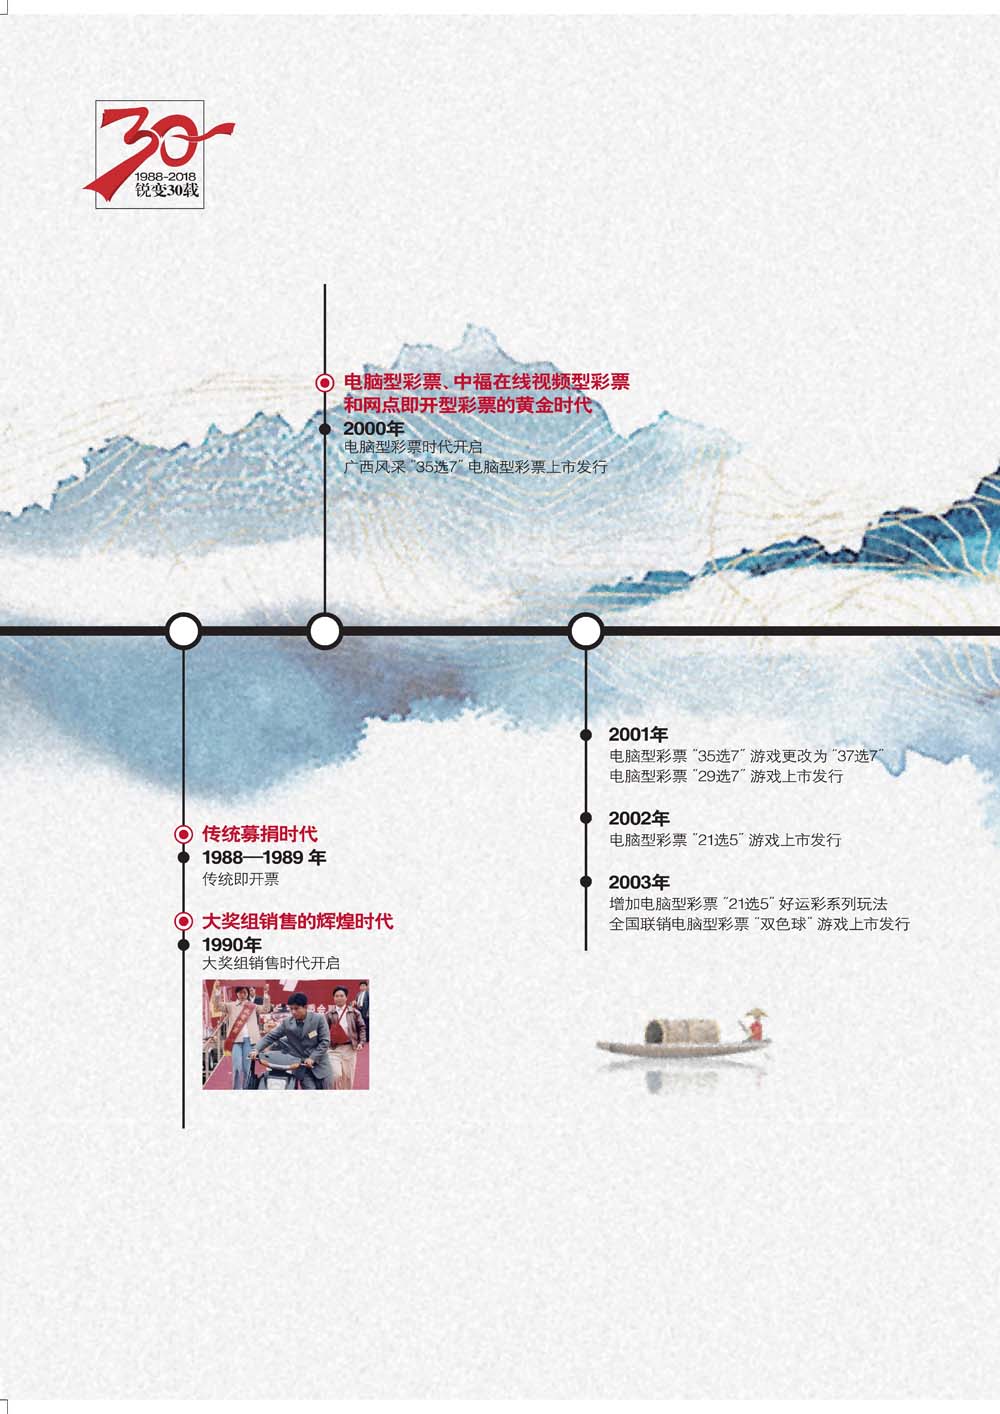 30
1988-2018
锐变30载
电脑型彩票、中福在线视频型彩票
和网点即开型彩票的黄金时代
2000年
电脑型彩票时代开启
广西风采“35选7”电脑型彩票上市发行
2001年
电脑型彩票“35选7”游戏更改为“37选7”
电脑型彩票“29选7”游戏上市发行
2002年
电脑型彩票“21选5”游戏上市发行
2003年
增加电脑型彩票“21选5”好运彩系列玩法
全国联销电脑型彩票“双色球”游戏上市发行
传统募捐时代
1988—1989 年
传统即开票
大奖组销售的辉煌时代
1990年
大奖组销售时代开启